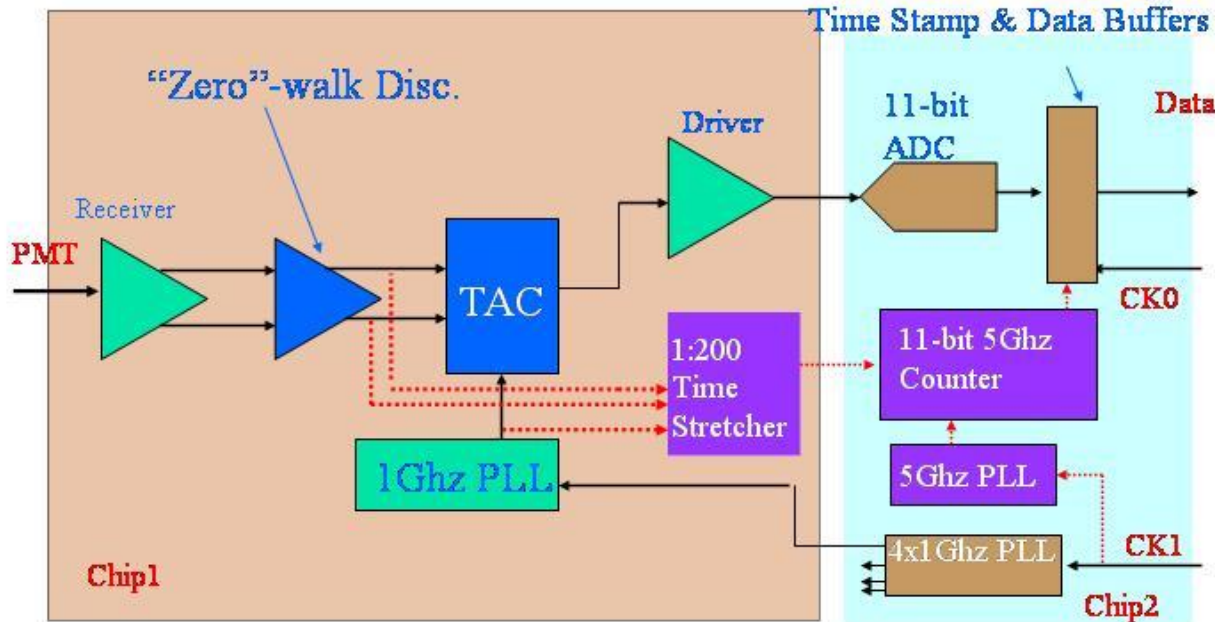 Time Stamp & Data Buffers
“Zero”-walk Disc.
11-bit
ADC
Data
Driver
Receiver
PMT
TAC
CK0
1:200
Time
Stretcher
11-bit 5Ghz
Counter
1Ghz PLL
5Ghz PLL
4x1Ghz PLL
CK1
Chip1
Chip2